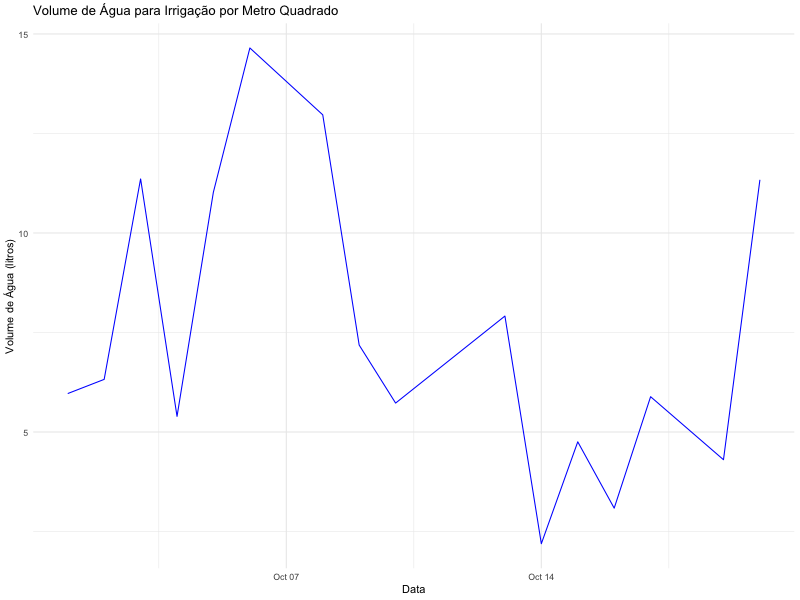 Volume de Água para Irrigação por Metro Quadrado
15
10
5
Volume de Água (litros)
Oct 07
Oct 14
Data